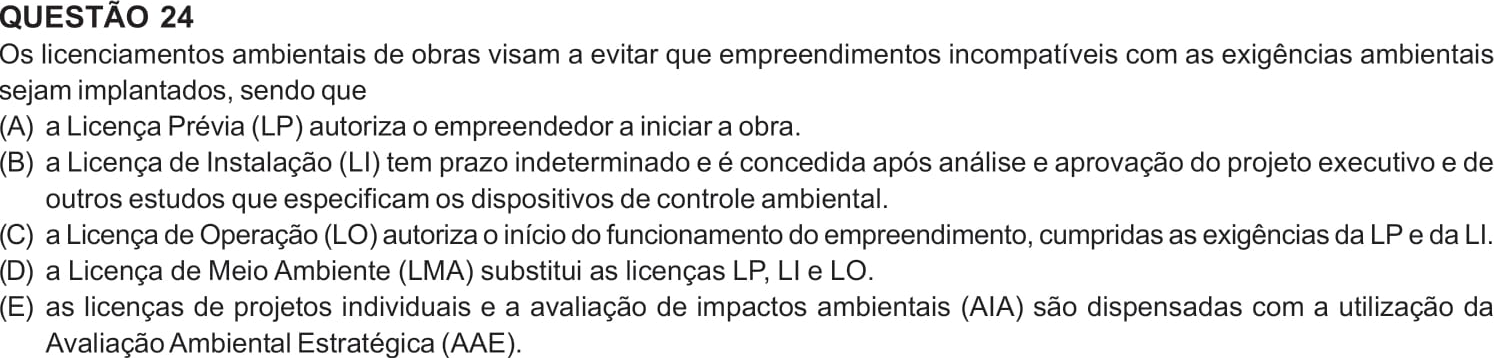 QUESTÃO 24
Os licenciamentos ambientais de obras visam a evitar que empreendimentos incompatíveis com as exigências ambientais
sejam implantados, sendo que
(A) a Licença Prévia (LP) autoriza o empreendedor a iniciar a obra.
(B) a Licença de Instalação (LI) tem prazo indeterminado e é concedida após análise e aprovação do projeto executivo e de
outros estudos que especificam os dispositivos de controle ambiental.
(C) a Licença de Operação (LO) autoriza o início do funcionamento do empreendimento, cumpridas as exigências da LP e da LI.
(D) a Licença de Meio Ambiente (LMA) substitui as licenças LP, LI e LO.
(E) as licenças de projetos individuais e a avaliação de impactos ambientais (AIA) são dispensadas com a utilização da
Avaliação Ambiental Estratégica (AAE).